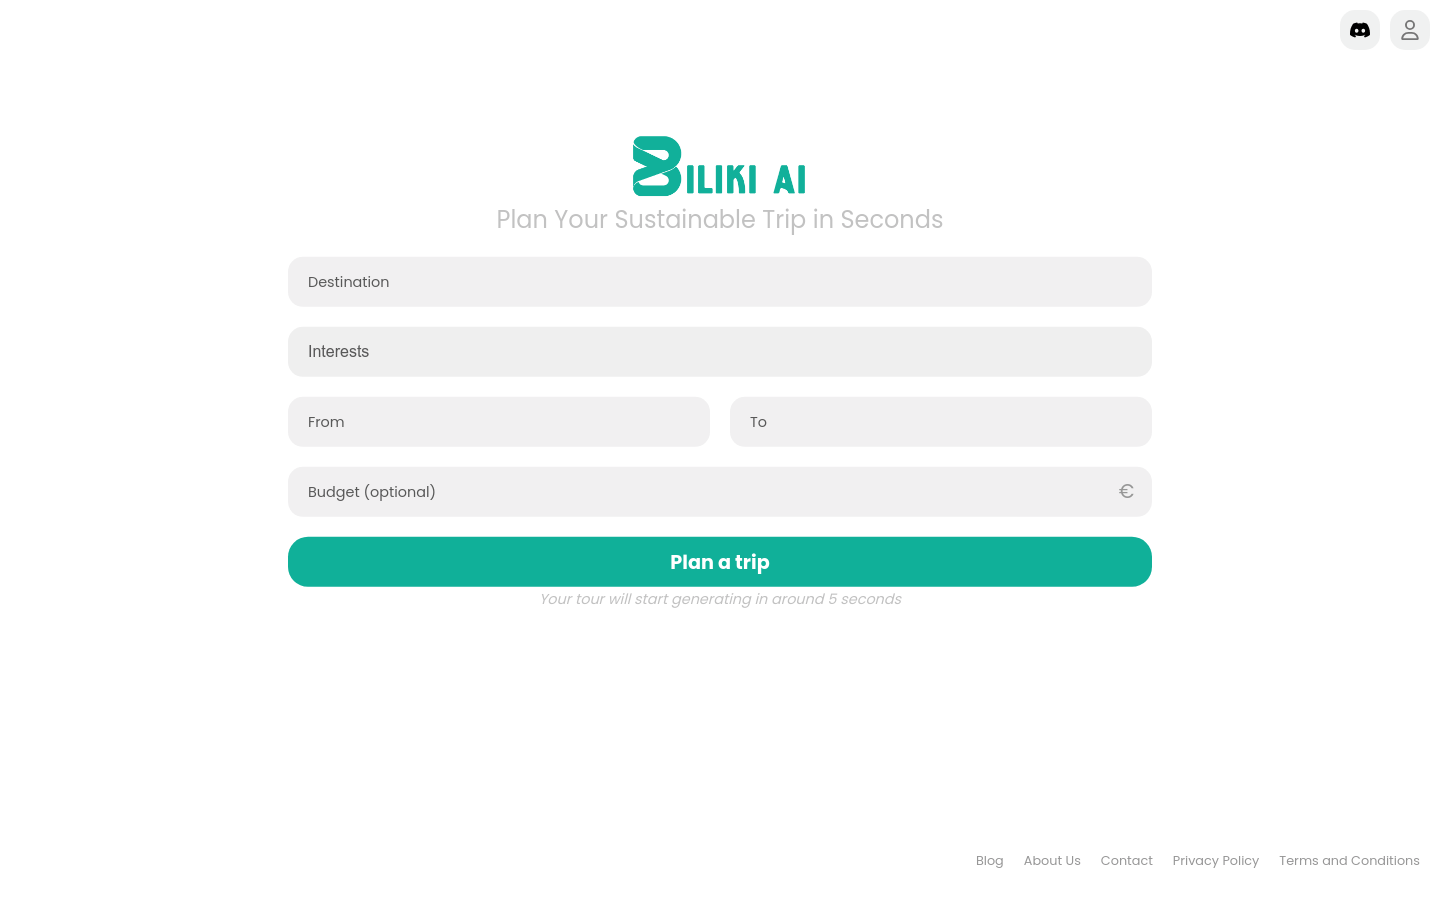 BILIKI AI
Plan Your Sustainable Trip in Seconds
Destination
Interests
From To
Budget (optional) €
Plan a trip
Your tour will start generating in around 5 seconds
Blog About Us Contact Privacy Policy Terms and Conditions